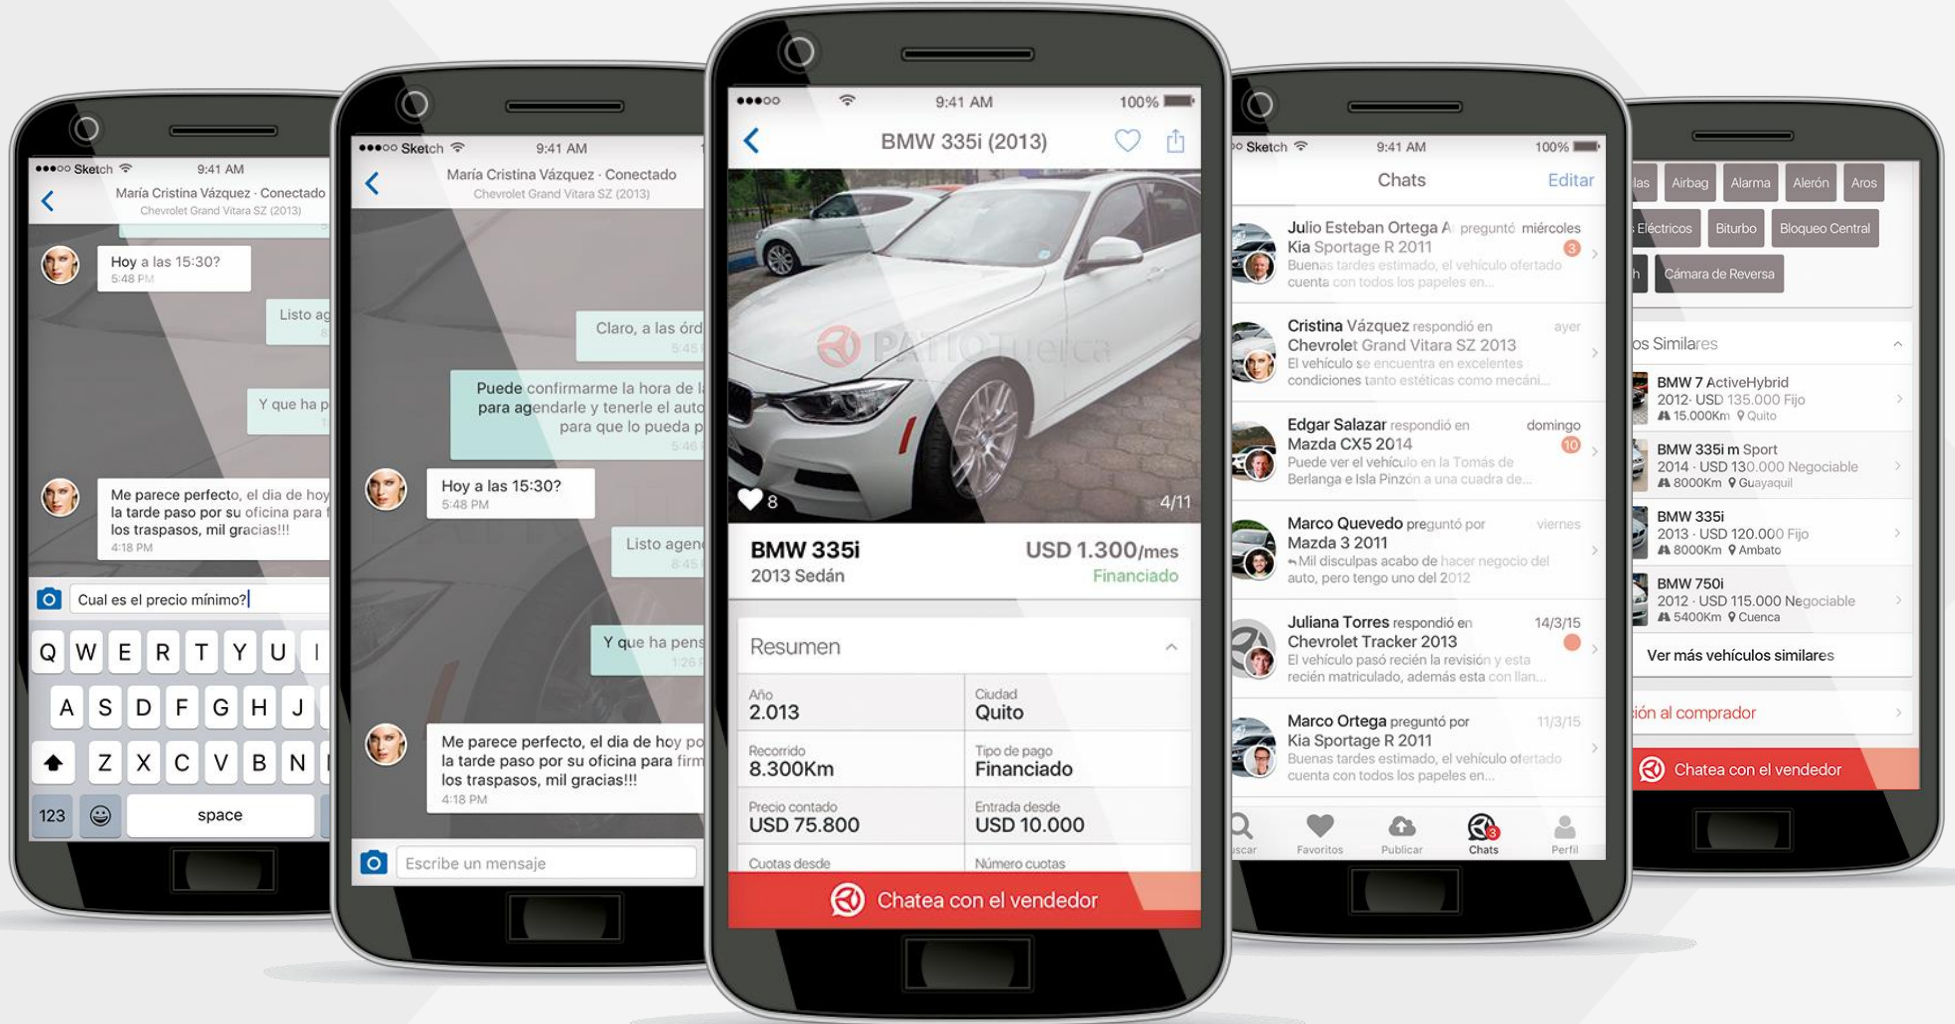 Sketch
9:41 AM
María Cristina Vázquez · Conectado
Chevrolet Grand Vitara SZ (2013)
Hoy a las 15:30?
5:48 PM
Listo
Y que ha
Me parece perfecto, el dia de hoy
la tarde paso por su oficina para
los traspasos, mil gracias!!!
4:18 PM
Cual es el precio mínimo?
Q W E R T Y U I
A S D F G H J
Z X C V B N
123 space
Sketch
9:41 AM
María Cristina Vázquez · Conectado
Chevrolet Grand Vitara SZ (2013)
Claro, a las
5:45
Puede confirmarme la hora de
para agendarle y tenerle el auto
para que lo pueda
5:46
Hoy a las 15:30?
5:48 PM
Listo
8:45
Y que ha
1:26
Me parece perfecto, el dia de hoy
la tarde paso por su oficina para
los traspasos, mil gracias!!!
4:18 PM
Escribe un mensaje
9:41 AM 100%
BMW 335i (2013)
PATIOTuerca
8 4/11
BMW 335i USD 1.300/mes
2013 Sedán Financiado
Resumen
Año Ciudad
2.013 Quito
Recorrido Tipo de pago
8.300Km Financiado
Precio contado Entrada desde
USD 75.800 USD 10.000
Cuotas desde Número cuotas
Chatea con el vendedor
Sketch 9:41 AM 100%
Chats Editar
Julio Esteban Ortega A preguntó miércoles
Kia Sportage R 2011 3
Buenas tardes estimado, el vehículo ofertado
cuenta con todos los papeles en...
Cristina Vázquez respondió en ayer
Chevrolet Grand Vitara SZ 2013
El vehículo se encuentra en excelentes
condiciones tanto estéticas como mecáni...
Edgar Salazar respondió en domingo
Mazda CX5 2014 10
Puede ver el vehículo en la Tomás de
Berlanga e Isla Pinzón a una cuadra de...
Marco Quevedo preguntó por viernes
Mazda 3 2011
Mil disculpas acabo de hacer negocio del
auto, pero tengo uno del 2012
Juliana Torres respondió en 14/3/15
Chevrolet Tracker 2013
El vehículo pasó recién la revisión y esta
recién matriculado, además esta con llan...
Marco Ortega preguntó por 11/3/15
Kia Sportage R 2011
Buenas tardes estimado, el vehículo ofertado
cuenta con todos los papeles en...
3
Favoritos Publicar Chats Perfil
Airbag Alarma Alerón Aros
Eléctricos Biturbo Bloqueo Central
Cámara de Reversa
Similares
BMW 7 ActiveHybrid
2012· USD 135.000 Fijo
15.000Km Quito
BMW 335i m Sport
2014 · USD 130.000 Negociable
8000Km Guayaquil
BMW 335i
2013 · USD 120.000 Fijo
8000Km Ambato
BMW 750i
2012 · USD 115.000 Negociable
5400Km Cuenca
Ver más vehículos similares
al comprador
Chatea con el vendedor